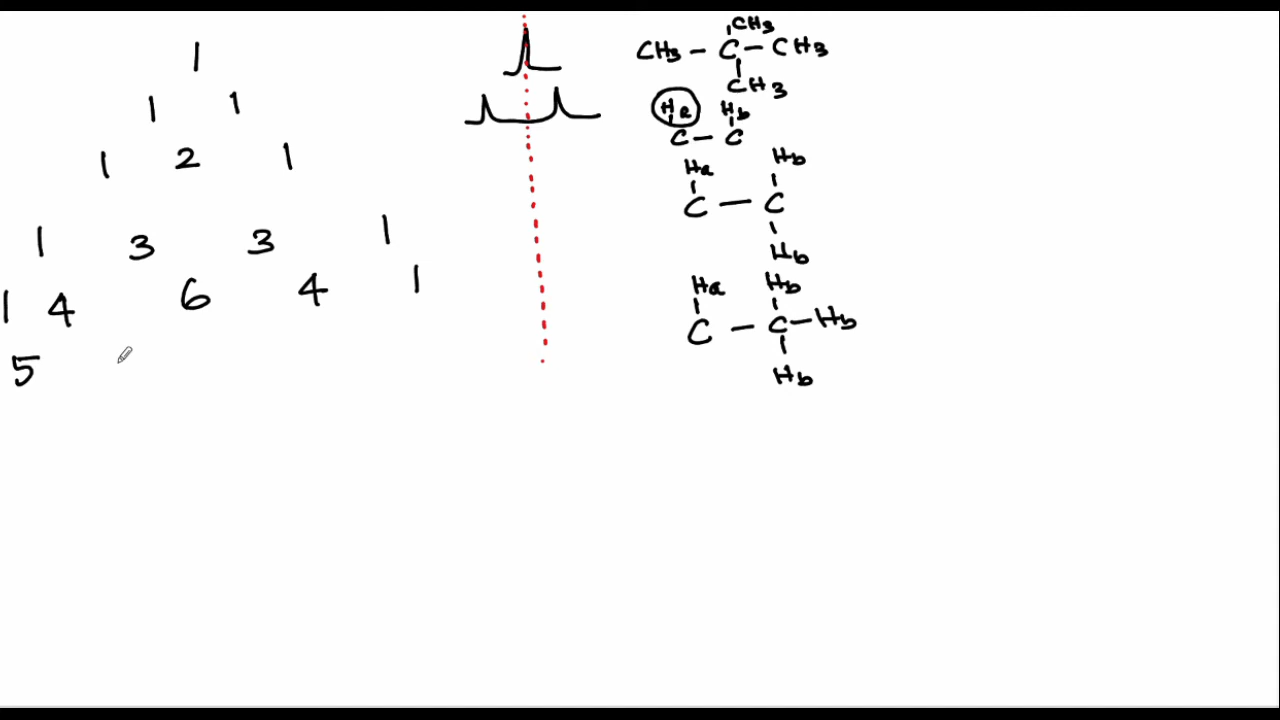 1
1 1
1 2 1
1 3 3 1
1 4 6 4 1
5
CH3
CH3 — C — CH3
CH3
Ha Hb
C — C
Ha Hb
C — C
Hb
Ha Hb
C — C — Hb
Hb